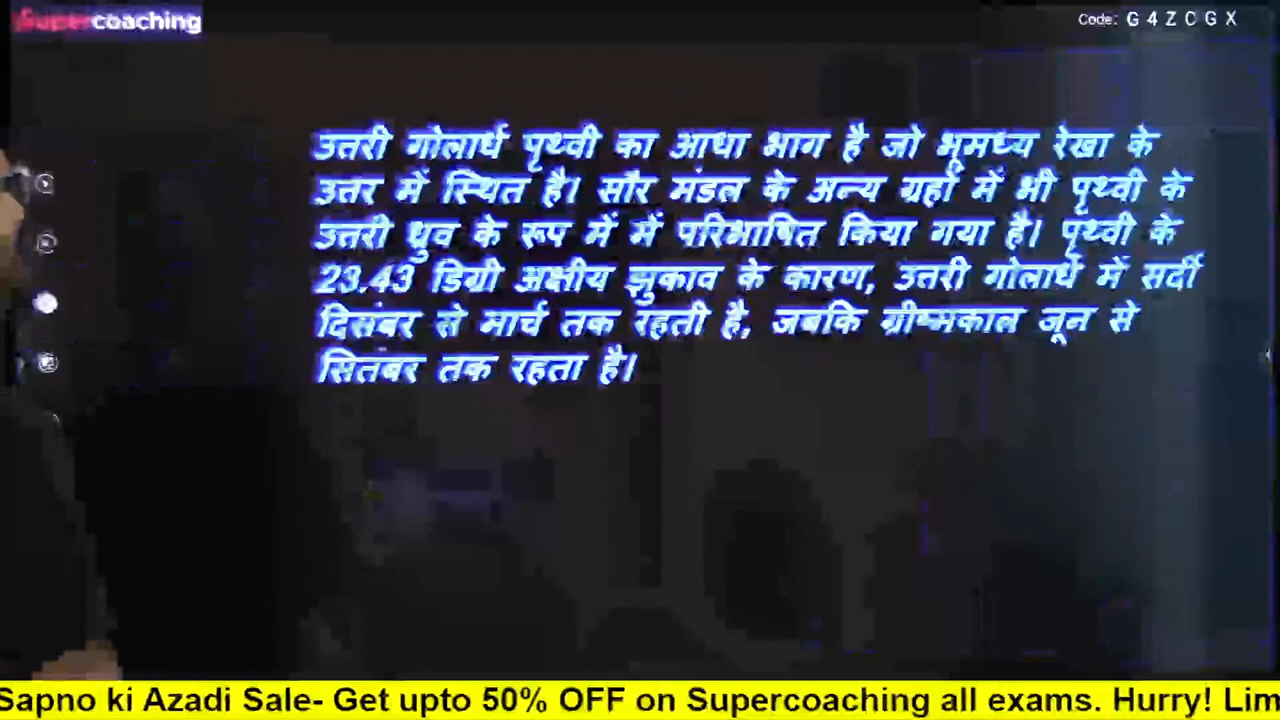 Supercoaching
Code: G 4 Z C G X
उत्तरी गोलार्ध पृथ्वी का आधा भाग है जो भूमध्य रेखा के
उत्तर में स्थित है। सौर मंडल के अन्य ग्रहों में भी पृथ्वी के
उत्तरी ध्रुव के रूप में में परिभाषित किया गया है। पृथ्वी के
23.43 डिग्री अक्षीय झुकाव के कारण, उत्तरी गोलार्ध में सर्दी
दिसंबर से मार्च तक रहती है, जबकि ग्रीष्मकाल जून से
सितंबर तक रहता है।
Sapno ki Azadi Sale- Get upto 50% OFF on Supercoaching all exams. Hurry! Lim